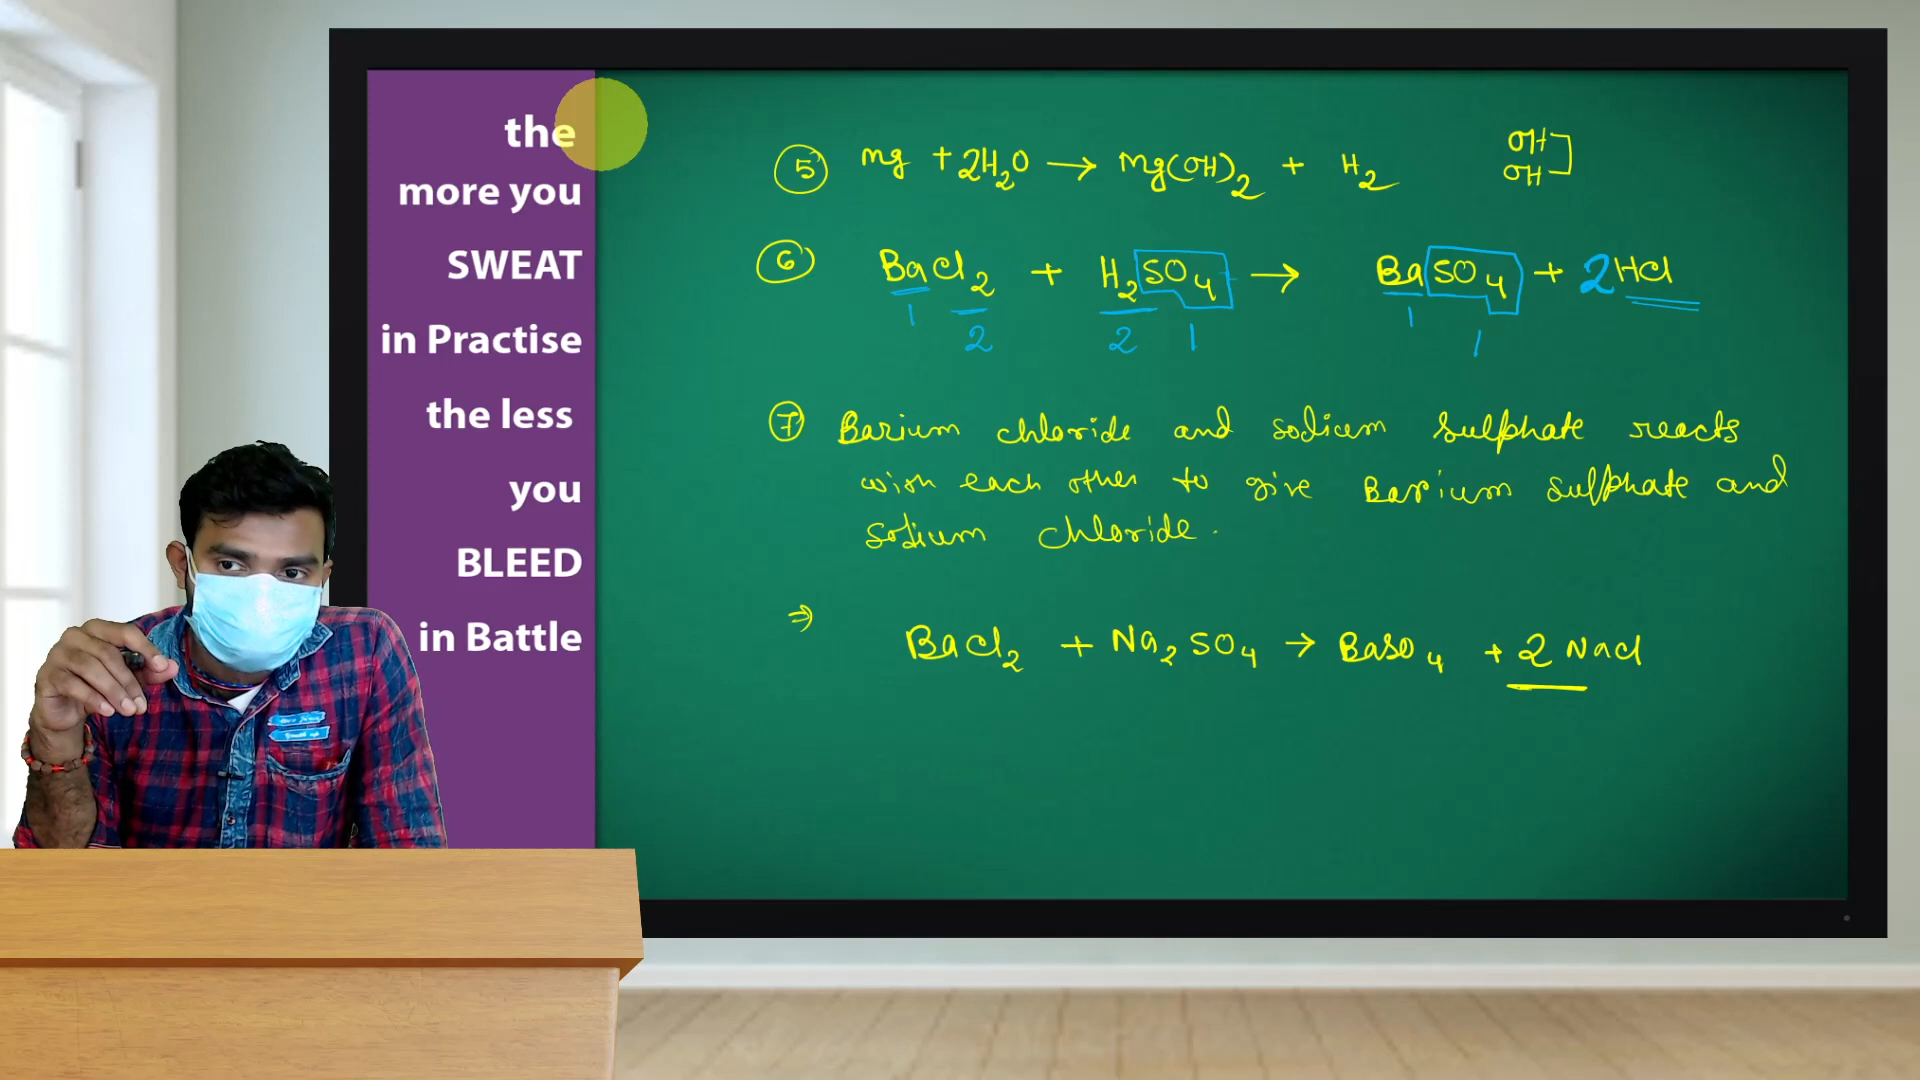 the
more you
SWEAT
in Practise
the less
you
BLEED
in Battle
5 mg + 2H₂O → Mg(OH)₂ + H₂
OH
OH
6 BaCl₂ + H₂SO₄ → BaSO₄ + 2HCl
1 2 2 1 1 1
7 Barium chloride and sodium sulphate reacts
with each other to give Barium sulphate and
sodium chloride.
⇒ BaCl₂ + Na₂SO₄ → BaSO₄ + 2 NaCl